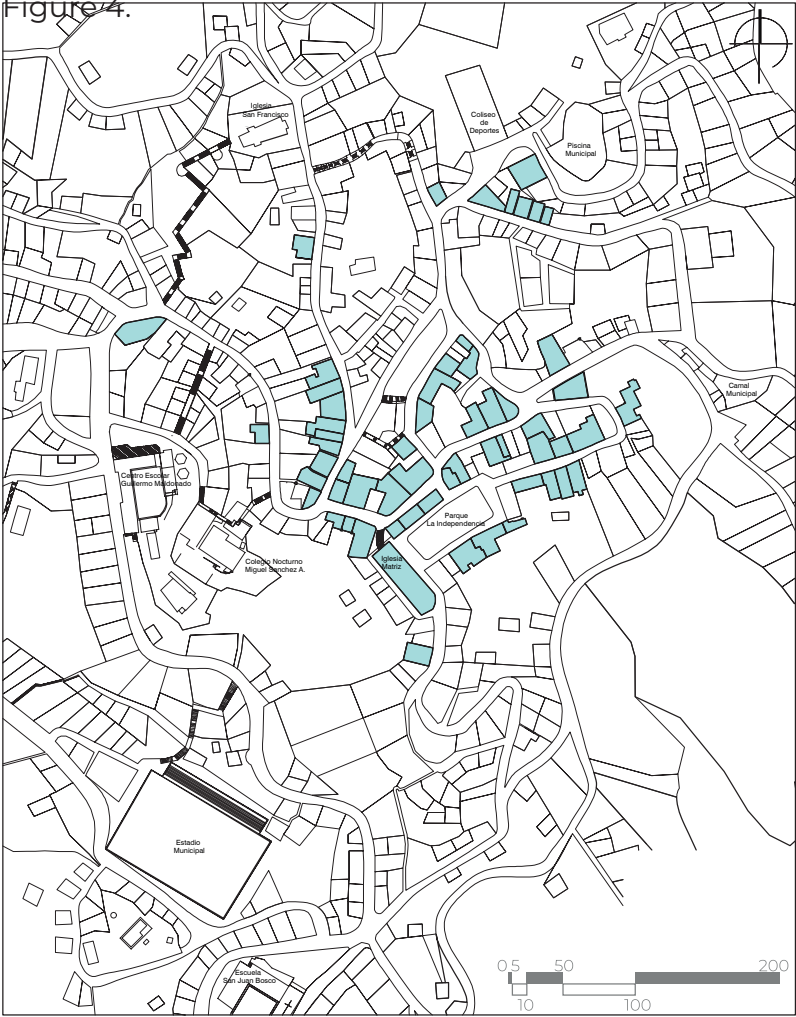 Figure 4.
Iglesia
San Francisco
Coliseo
de
Deportes
Piscina
Municipal
Camal
Municipal
Centro Escolar
Guillermo Maldonado
Parque
La Independencia
Iglesia
Matriz
Colegio Nocturno
Miguel Sanchez A.
Estadio
Municipal
Escuela
San Juan Bosco
0 5 50 200
10 100